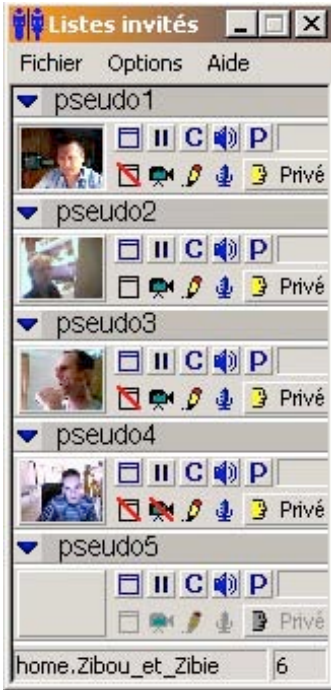 Listes invités
Fichier Options Aide
pseudo1
C P
Privé
pseudo2
C P
Privé
pseudo3
C P
Privé
pseudo4
C P
Privé
pseudo5
C P
Privé
home.Zibou_et_Zibie 6